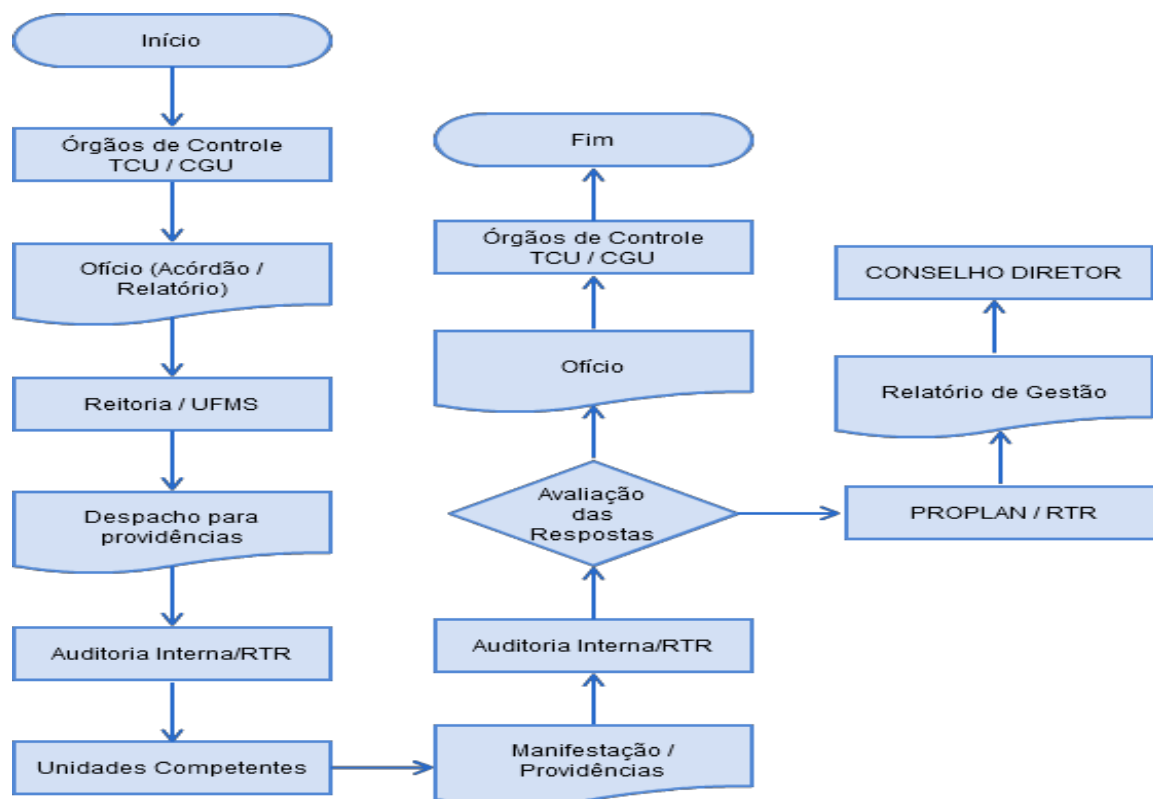 Início
Órgãos de Controle
TCU / CGU
Ofício (Acórdão /
Relatório)
Reitoria / UFMS
Despacho para
providências
Auditoria Interna/RTR
Unidades Competentes
Manifestação /
Providências
Auditoria Interna/RTR
Avaliação
das
Respostas
Ofício
Órgãos de Controle
TCU / CGU
Fim
PROPLAN / RTR
Relatório de Gestão
CONSELHO DIRETOR